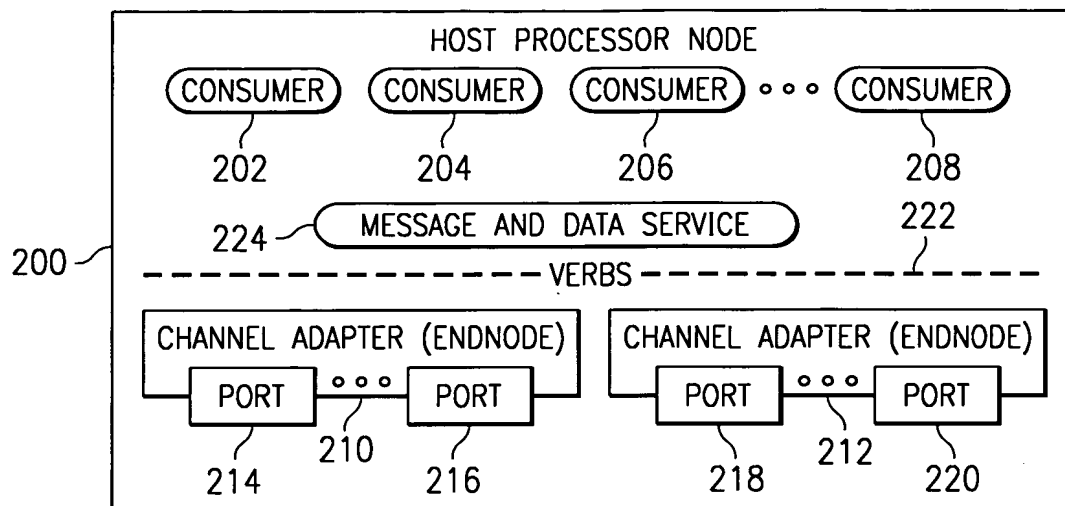 HOST PROCESSOR NODE
CONSUMER CONSUMER CONSUMER CONSUMER
202 204 206 208
MESSAGE AND DATA SERVICE
224 222
200
VERBS
CHANNEL ADAPTER (ENDNODE) CHANNEL ADAPTER (ENDNODE)
PORT PORT PORT PORT
210 212
214 216 218 220